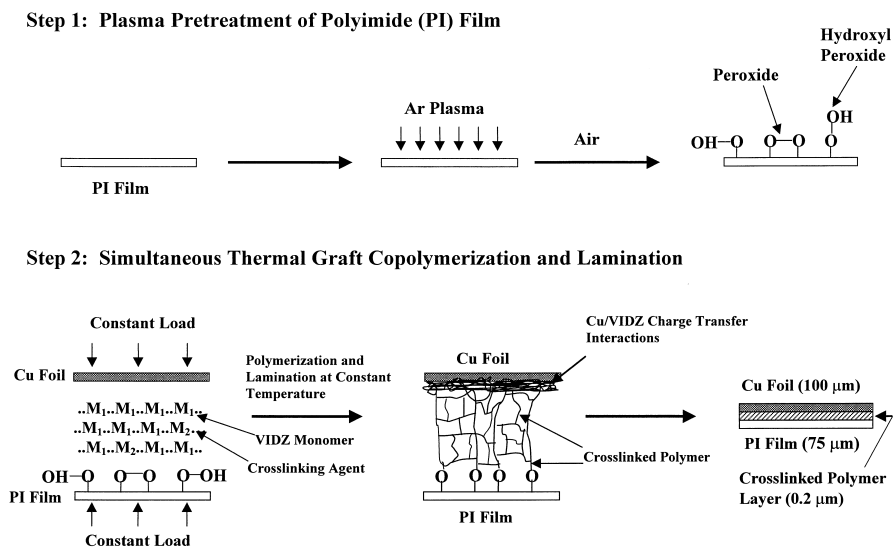 Step 1: Plasma Pretreatment of Polyimide (PI) Film
Hydroxyl
Peroxide
Peroxide
Ar Plasma
OH
Air
OH–O
O–O
O
PI Film
Step 2: Simultaneous Thermal Graft Copolymerization and Lamination
Constant Load
Cu/VIDZ Charge Transfer
Interactions
Polymerization and
Lamination at Constant
Temperature
Cu Foil
Cu Foil
Cu Foil (100 μm)
..M₁..M₁..M₁..M₁..
..M₁..M₁..M₁..M₂..
..M₁..M₂..M₁..M₁..
VIDZ Monomer
Crosslinking Agent
Crosslinked Polymer
PI Film (75 μm)
OH–O
O–O
O–OH
O
O
O
O
Crosslinked Polymer
Layer (0.2 μm)
PI Film
PI Film
Constant Load